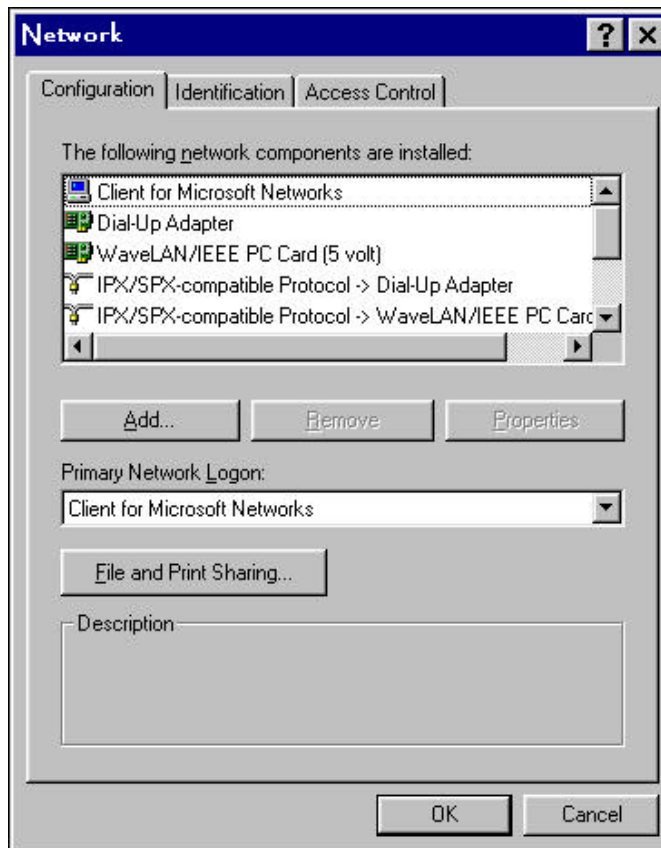 Network
Configuration Identification Access Control
The following network components are installed:
Client for Microsoft Networks
Dial-Up Adapter
WaveLAN/IEEE PC Card (5 volt)
IPX/SPX-compatible Protocol -> Dial-Up Adapter
IPX/SPX-compatible Protocol -> WaveLAN/IEEE PC Card
Add... Remove Properties
Primary Network Logon:
Client for Microsoft Networks
File and Print Sharing...
Description
OK Cancel